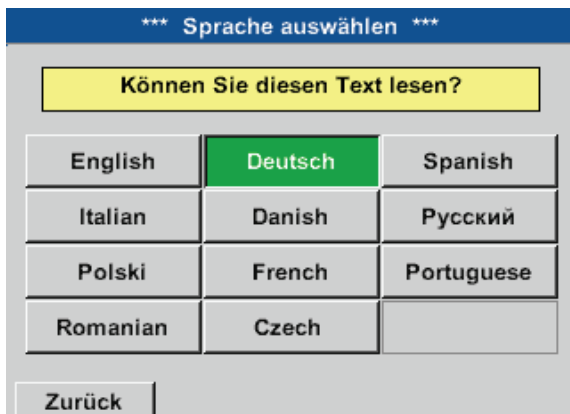 *** Sprache auswählen ***
Können Sie diesen Text lesen?
English Deutsch Spanish
Italian Danish Русский
Polski French Portuguese
Romanian Czech
Zurück